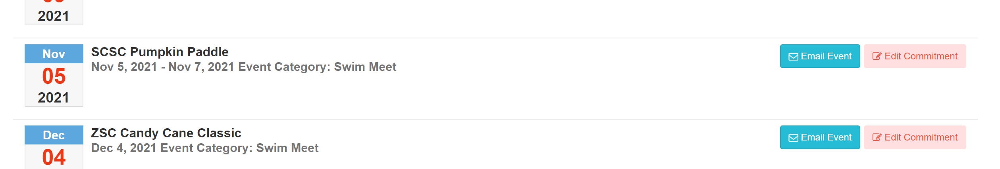 2021
Nov
05
2021
SCSC Pumpkin Paddle
Nov 5, 2021 - Nov 7, 2021 Event Category: Swim Meet
Email Event
Edit Commitment
Dec
04
ZSC Candy Cane Classic
Dec 4, 2021 Event Category: Swim Meet
Email Event
Edit Commitment